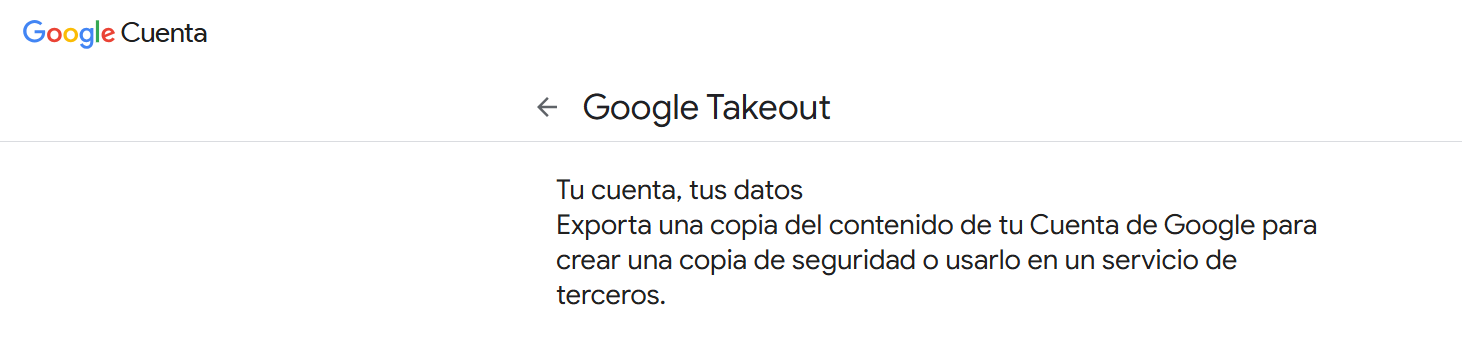 Google Cuenta
Google Takeout
Tu cuenta, tus datos
Exporta una copia del contenido de tu Cuenta de Google para
crear una copia de seguridad o usarlo en un servicio de
terceros.